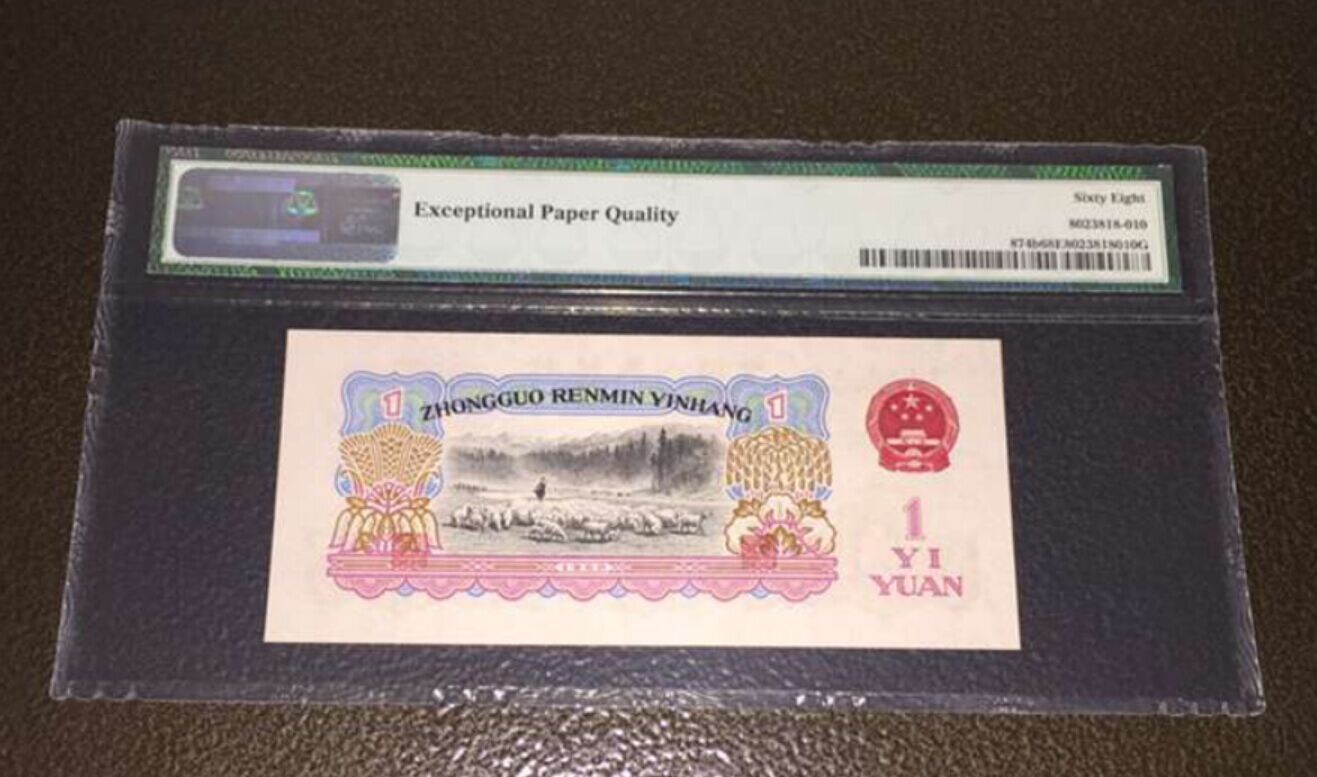 Exceptional Paper Quality
Sixty Eight
8023818-010
874b68E8023818010G
1 ZHONGGUO RENMIN YINHANG 1
1
YI
YUAN